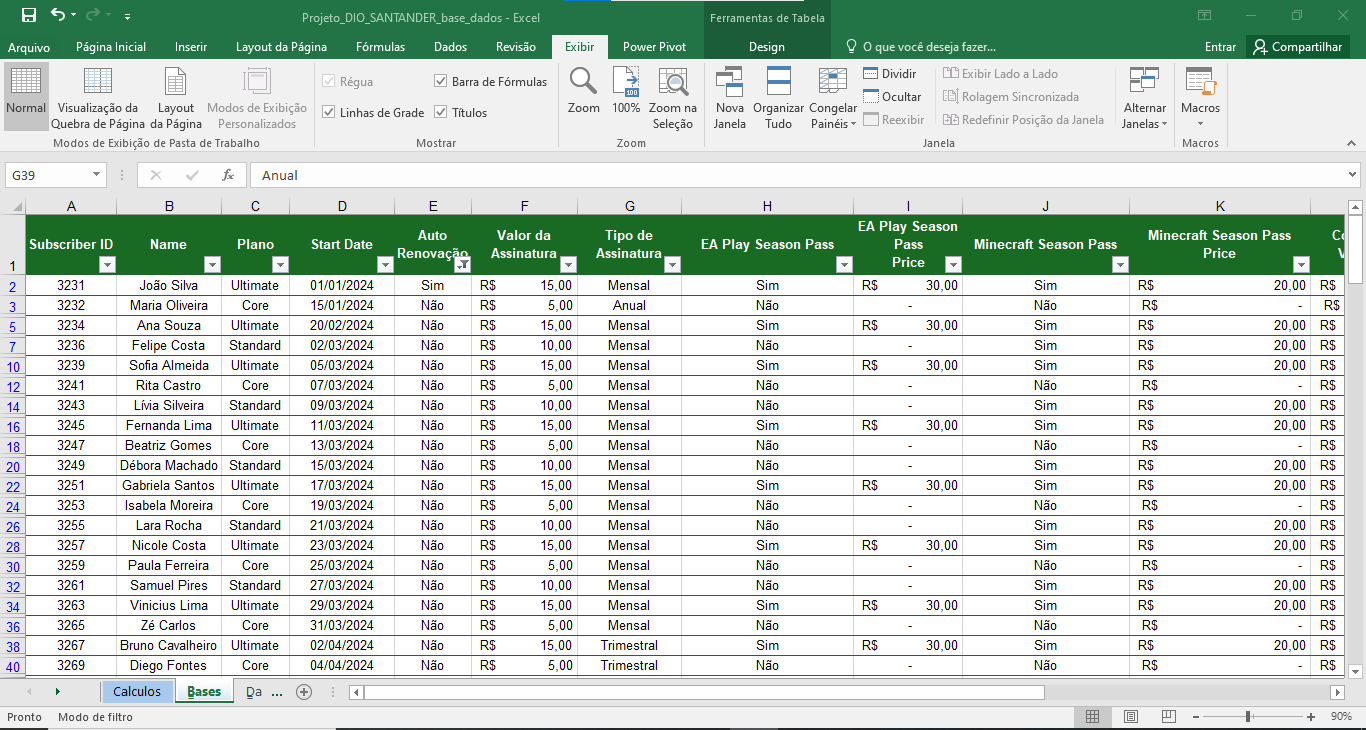 Projeto_DIO_SANTANDER_base_dados - Excel
Ferramentas de Tabela
Arquivo Página Inicial Inserir Layout da Página Fórmulas Dados Revisão Exibir Power Pivot Design O que você deseja fazer... Entrar Compartilhar
Normal
Visualização da Quebra de Página
Layout da Página
Modos de Exibição Personalizados
Modos de Exibição de Pasta de Trabalho
Régua
Barra de Fórmulas
Linhas de Grade
Títulos
Mostrar
Zoom
100%
Zoom na Seleção
Zoom
Nova Janela
Organizar Tudo
Congelar Painéis
Dividir
Ocultar
Reexibir
Exibir Lado a Lado
Rolagem Sincronizada
Redefinir Posição da Janela
Alternar Janelas
Janela
Macros
Macros
G39 fx Anual
A B C D E F G H I J K
1 Subscriber ID Name Plano Start Date Auto Renovação Valor da Assinatura Tipo de Assinatura EA Play Season Pass EA Play Season Pass Price Minecraft Season Pass Minecraft Season Pass Price
2 3231 João Silva Ultimate 01/01/2024 Sim R$ 15,00 Mensal Sim R$ 30,00 Sim R$ 20,00 R$
3 3232 Maria Oliveira Core 15/01/2024 Não R$ 5,00 Anual Não - Não R$ - R$
5 3234 Ana Souza Ultimate 20/02/2024 Não R$ 15,00 Mensal Sim R$ 30,00 Sim R$ 20,00 R$
7 3236 Felipe Costa Standard 02/03/2024 Não R$ 10,00 Mensal Não - Sim R$ 20,00 R$
10 3239 Sofia Almeida Ultimate 05/03/2024 Não R$ 15,00 Mensal Sim R$ 30,00 Sim R$ 20,00 R$
12 3241 Rita Castro Core 07/03/2024 Não R$ 5,00 Mensal Não - Não R$ - R$
14 3243 Lívia Silveira Standard 09/03/2024 Não R$ 10,00 Mensal Não - Sim R$ 20,00 R$
16 3245 Fernanda Lima Ultimate 11/03/2024 Não R$ 15,00 Mensal Sim R$ 30,00 Sim R$ 20,00 R$
18 3247 Beatriz Gomes Core 13/03/2024 Não R$ 5,00 Mensal Não - Não R$ - R$
20 3249 Débora Machado Standard 15/03/2024 Não R$ 10,00 Mensal Não - Sim R$ 20,00 R$
22 3251 Gabriela Santos Ultimate 17/03/2024 Não R$ 15,00 Mensal Sim R$ 30,00 Sim R$ 20,00 R$
24 3253 Isabela Moreira Core 19/03/2024 Não R$ 5,00 Mensal Não - Não R$ - R$
26 3255 Lara Rocha Standard 21/03/2024 Não R$ 10,00 Mensal Não - Sim R$ 20,00 R$
28 3257 Nicole Costa Ultimate 23/03/2024 Não R$ 15,00 Mensal Sim R$ 30,00 Sim R$ 20,00 R$
30 3259 Paula Ferreira Core 25/03/2024 Não R$ 5,00 Mensal Não - Não R$ - R$
32 3261 Samuel Pires Standard 27/03/2024 Não R$ 10,00 Mensal Não - Sim R$ 20,00 R$
34 3263 Vinicius Lima Ultimate 29/03/2024 Não R$ 15,00 Mensal Sim R$ 30,00 Sim R$ 20,00 R$
36 3265 Zé Carlos Core 31/03/2024 Não R$ 5,00 Mensal Não - Não R$ - R$
38 3267 Bruno Cavalheiro Ultimate 02/04/2024 Não R$ 15,00 Trimestral Sim R$ 30,00 Sim R$ 20,00 R$
40 3269 Diego Fontes Core 04/04/2024 Não R$ 5,00 Trimestral Não - Não R$ - R$
Calculos Bases Da ...
Pronto Modo de filtro 90%